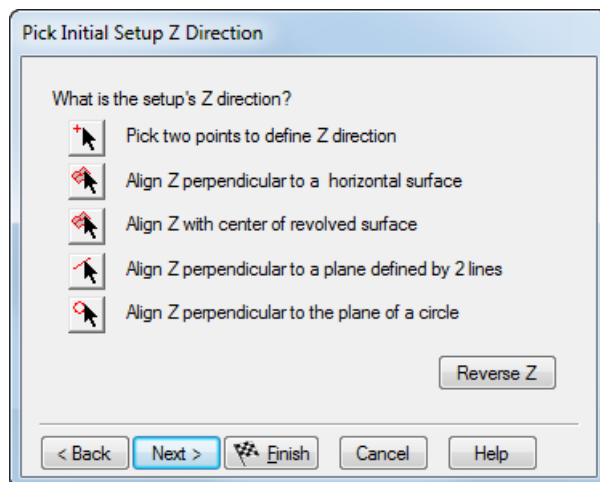 Pick Initial Setup Z Direction
What is the setup's Z direction?
Pick two points to define Z direction
Align Z perpendicular to a horizontal surface
Align Z with center of revolved surface
Align Z perpendicular to a plane defined by 2 lines
Align Z perpendicular to the plane of a circle
Reverse Z
< Back Next > Finish Cancel Help